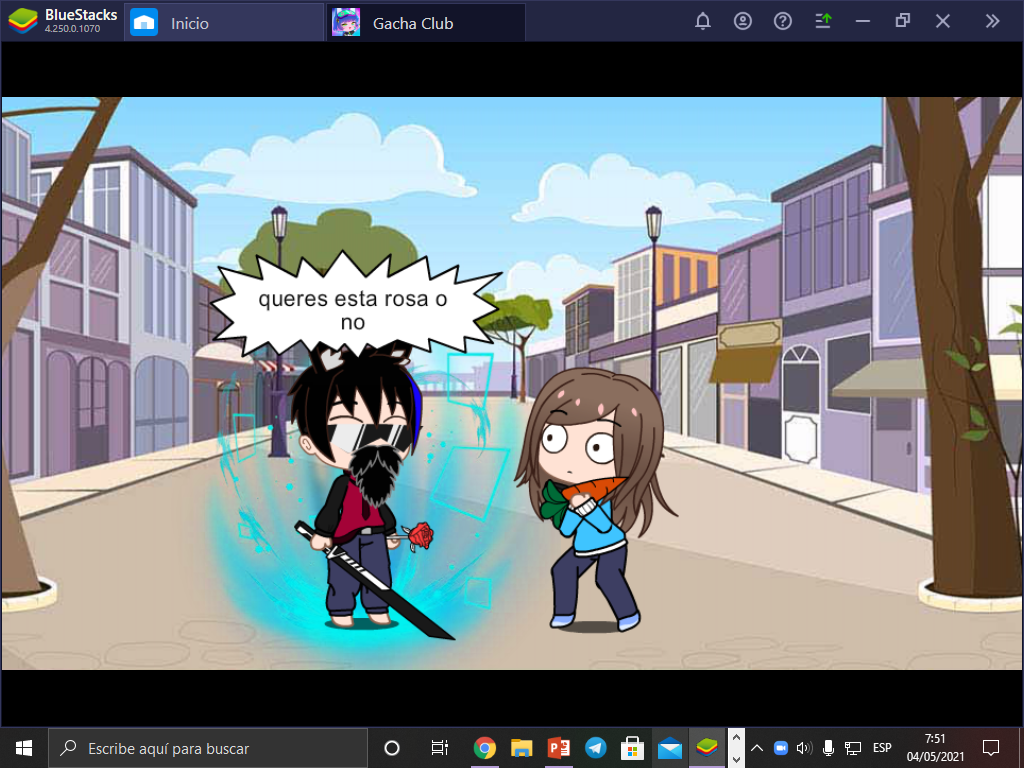 BlueStacks
4.250.0.1070
Inicio
Gacha Club
queres esta rosa o
no
Escribe aquí para buscar
ESP
7:51
04/05/2021